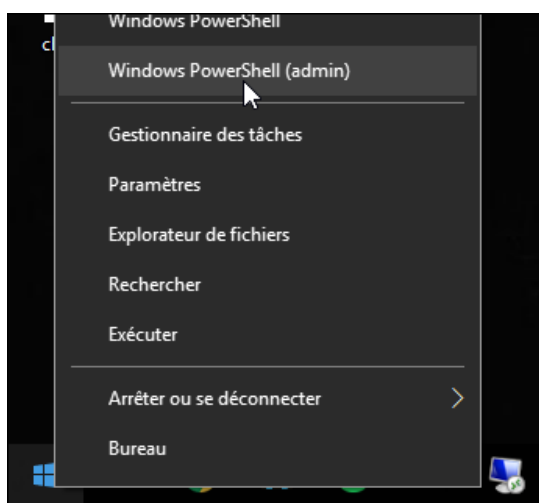 Windows PowerShell
cl
Windows PowerShell (admin)
Gestionnaire des tâches
Paramètres
Explorateur de fichiers
Rechercher
Exécuter
Arrêter ou se déconnecter
Bureau